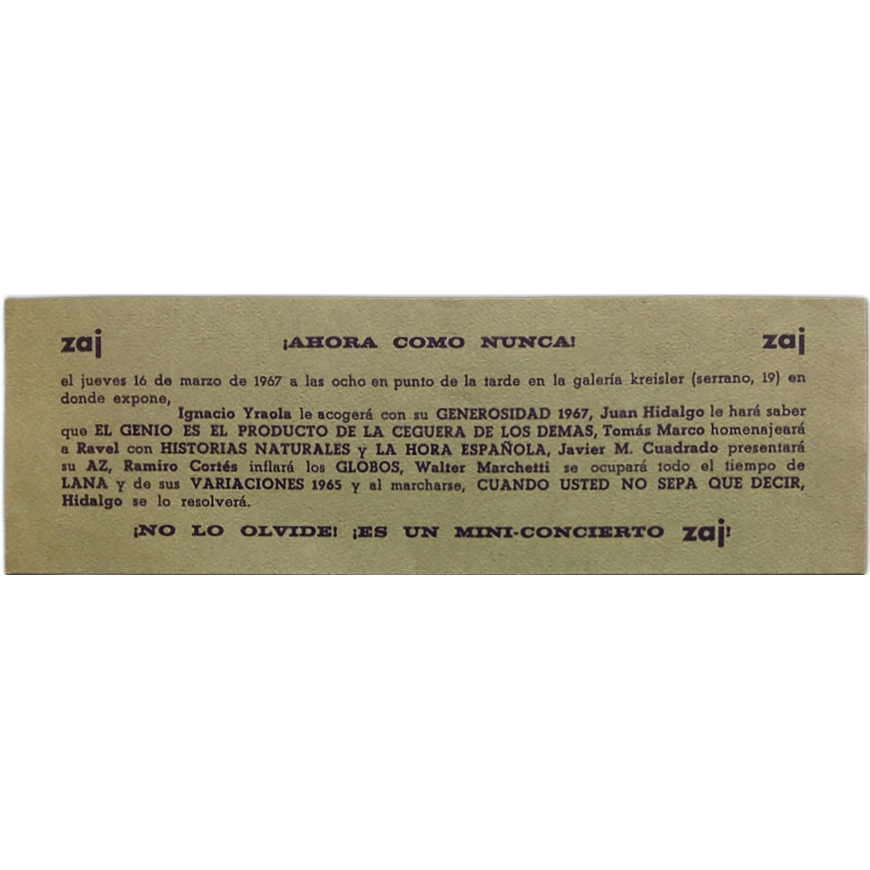 zaj ¡AHORA COMO NUNCA! zaj
el jueves 16 de marzo de 1967 a las ocho en punto de la tarde en la galería kreisler (serrano, 19) en
donde expone,
Ignacio Yraola le acogerá con su GENEROSIDAD 1967, Juan Hidalgo le hará saber
que EL GENIO ES EL PRODUCTO DE LA CEGUERA DE LOS DEMAS, Tomás Marco homenajeará
a Ravel con HISTORIAS NATURALES y LA HORA ESPAÑOLA, Javier M. Cuadrado presentará
su AZ, Ramiro Cortés inflará los GLOBOS, Walter Marchetti se ocupará todo el tiempo de
LANA y de sus VARIACIONES 1965 y al marcharse, CUANDO USTED NO SEPA QUE DECIR,
Hidalgo se lo resolverá.
¡NO LO OLVIDE! ¡ES UN MINI-CONCIERTO zaj!